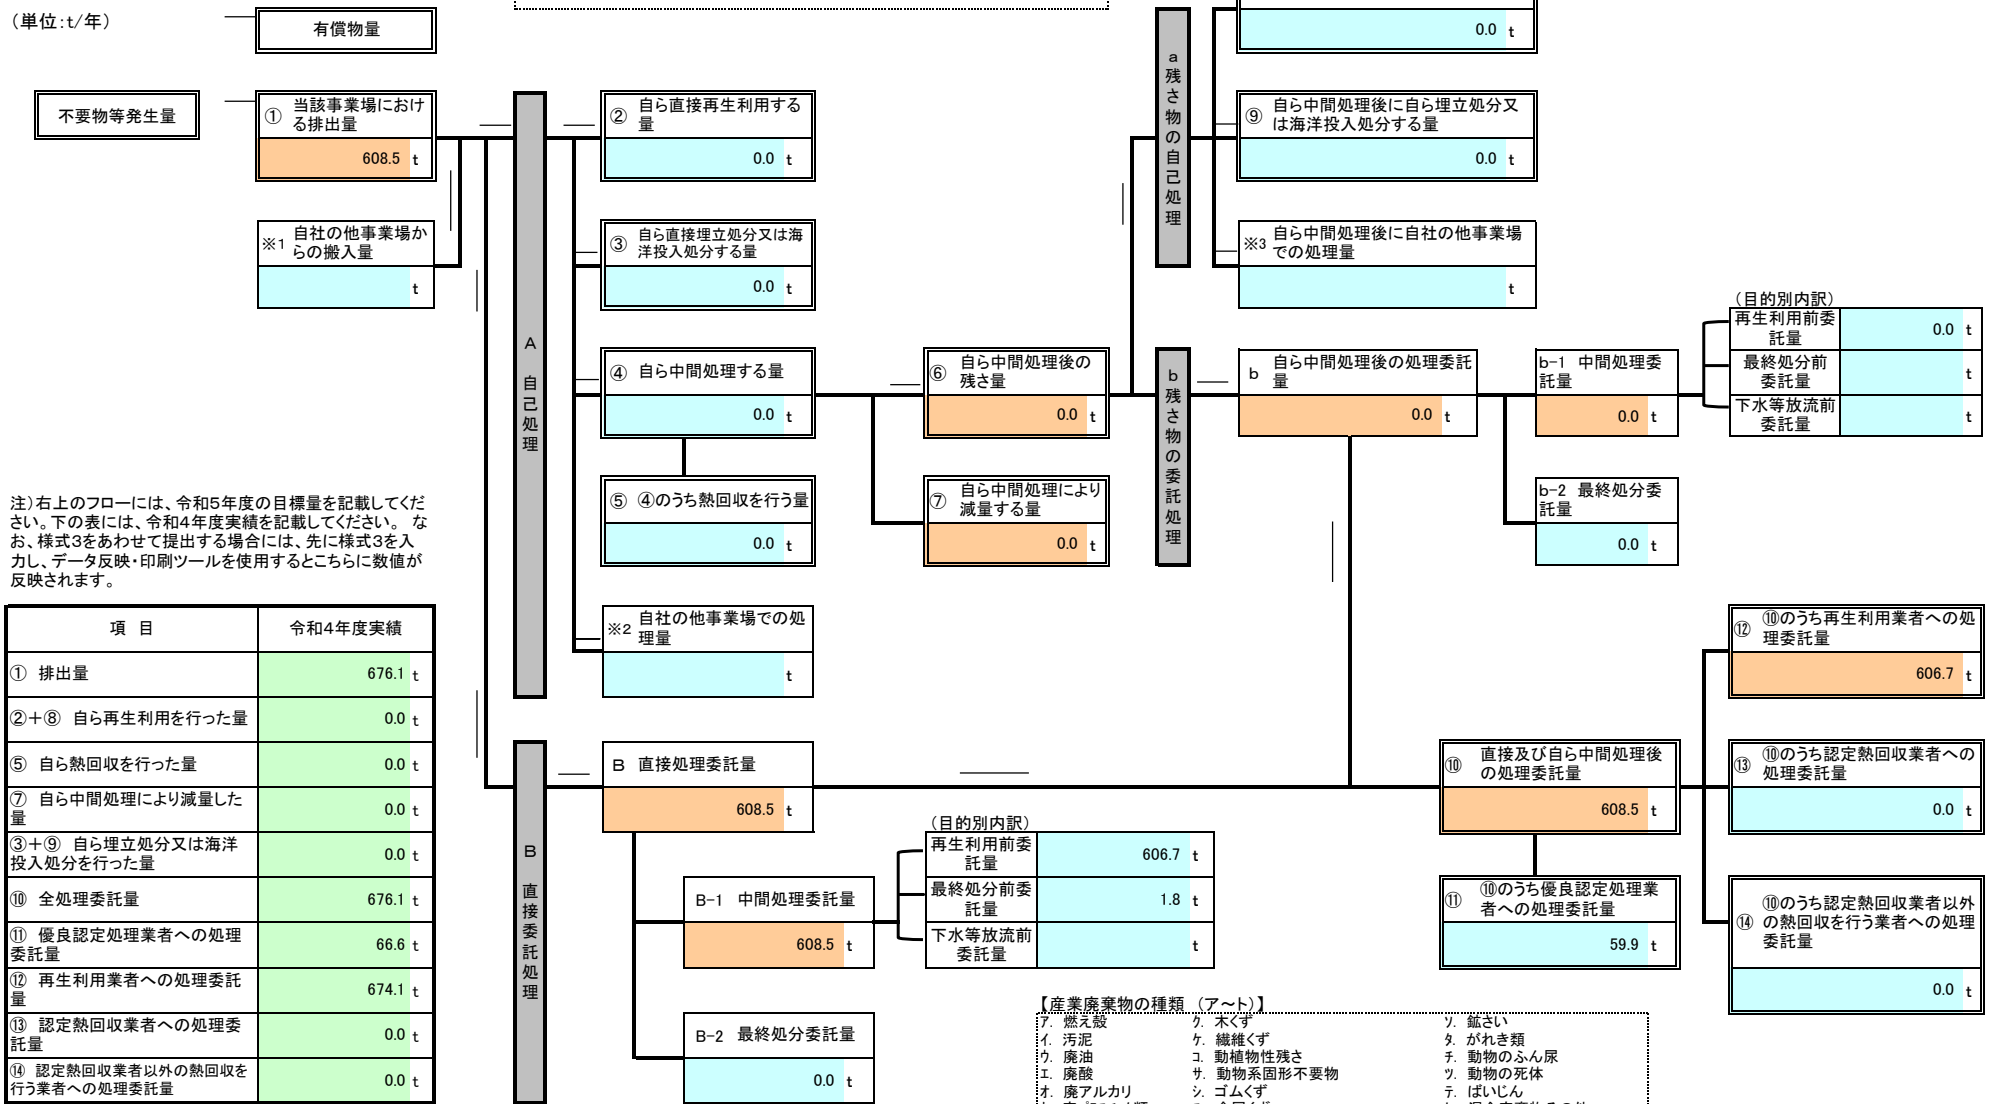 (単位:t/年)
有償物量
0.0 t
不要物等発生量
① 当該事業場におけ
る排出量
608.5 t
※1 自社の他事業場か
らの搬入量
t
A 自己処理
② 自ら直接再生利用する
量
0.0 t
③ 自ら直接埋立処分又は海
洋投入処分する量
0.0 t
④ 自ら中間処理する量
0.0 t
⑤ ④のうち熱回収を行う量
0.0 t
※2 自社の他事業場での処
理量
t
⑥ 自ら中間処理後の
残さ量
0.0 t
⑦ 自ら中間処理により
減量する量
0.0 t
a 残さ物の自己処理
⑨ 自ら中間処理後に自ら埋立処分又
は海洋投入処分する量
0.0 t
※3 自ら中間処理後に自社の他事業場
での処理量
t
b 残さ物の委託処理
b 自ら中間処理後の処理委託
量
0.0 t
b-1 中間処理委
託量
0.0 t
b-2 最終処分委
託量
0.0 t
(目的別内訳)
再生利用前委
託量
0.0 t
最終処分前
委託量
t
下水等放流前
委託量
t
注)右上のフローには、令和5年度の目標量を記載してくだ
さい。下の表には、令和4年度実績を記載してください。 な
お、様式3をあわせて提出する場合には、先に様式3を入
力し、データ反映・印刷ツールを使用するとこちらに数値が
反映されます。
項 目 令和4年度実績
① 排出量 676.1 t
②+⑧ 自ら再生利用を行った量 0.0 t
⑤ 自ら熱回収を行った量 0.0 t
⑦ 自ら中間処理により減量した
量 0.0 t
③+⑨ 自ら埋立処分又は海洋
投入処分を行った量 0.0 t
⑩ 全処理委託量 676.1 t
⑪ 優良認定処理業者への処理
委託量 66.6 t
⑫ 再生利用業者への処理委託
量 674.1 t
⑬ 認定熱回収業者への処理委
託量 0.0 t
⑭ 認定熱回収業者以外の熱回収を
行う業者への処理委託量 0.0 t
B 直接委託処理
B 直接処理委託量
608.5 t
B-1 中間処理委託量
608.5 t
B-2 最終処分委託量
0.0 t
(目的別内訳)
再生利用前委
託量
606.7 t
最終処分前委
託量
1.8 t
下水等放流前
委託量
t
⑩ 直接及び自ら中間処理後
の処理委託量
608.5 t
⑪ ⑩のうち優良認定処理業
者への処理委託量
59.9 t
⑫ ⑩のうち再生利用業者への処
理委託量
606.7 t
⑬ ⑩のうち認定熱回収業者への
処理委託量
0.0 t
⑭ ⑩のうち認定熱回収業者以外
の熱回収を行う業者への処理
委託量
0.0 t
【産業廃棄物の種類 (ア~ト)】
ア. 燃え殻 ク. 木くず ソ. 鉱さい
イ. 汚泥 ケ. 繊維くず タ. がれき類
ウ. 廃油 コ. 動植物性残さ チ. 動物のふん尿
エ. 廃酸 サ. 動物系固形不要物 ツ. 動物の死体
オ. 廃アルカリ シ. ゴムくず テ. ばいじん